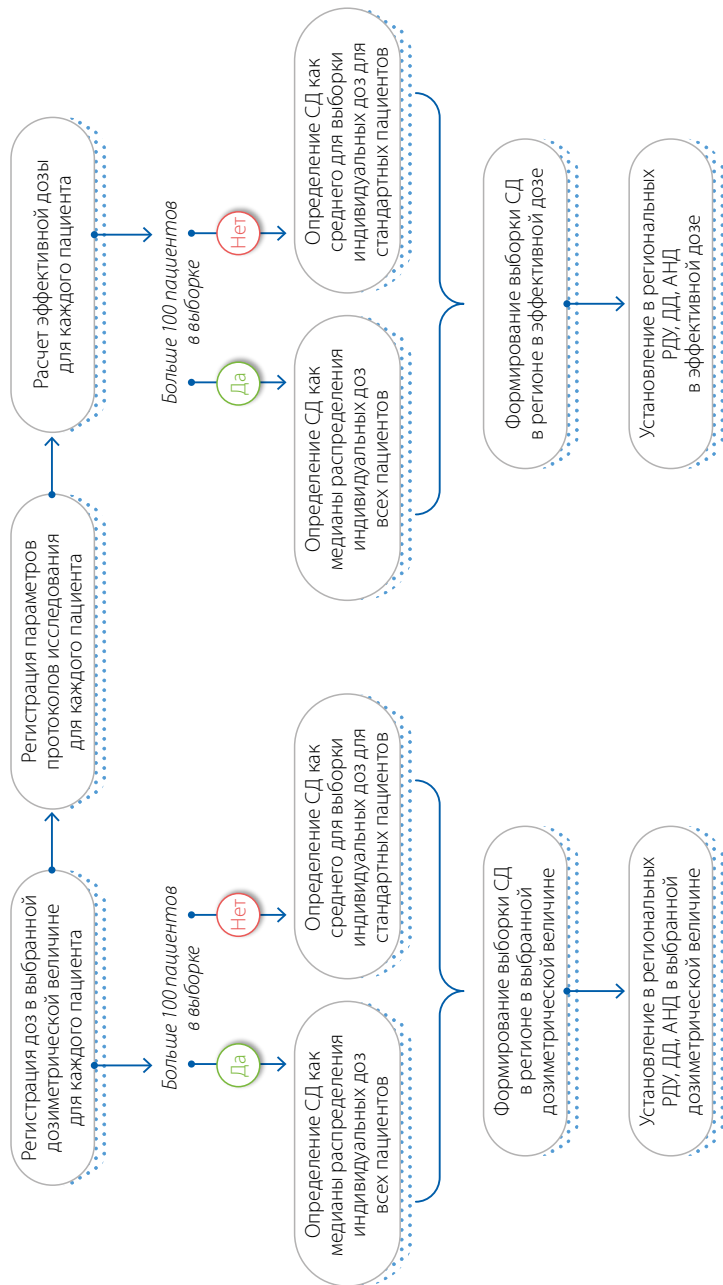 Регистрация доз в выбранной
дозиметрической величине
для каждого пациента
Регистрация параметров
протоколов исследования
для каждого пациента
Расчет эффективной дозы
для каждого пациента
Больше 100 пациентов
в выборке
Да
Нет
Определение СД как
медианы распределения
индивидуальных доз
всех пациентов
Определение СД как
среднего для выборки
индивидуальных доз для
стандартных пациентов
Формирование выборки СД
в регионе в выбранной
дозиметрической величине
Установление в региональных
РДУ, ДД, АНД в выбранной
дозиметрической величине
Больше 100 пациентов
в выборке
Да
Нет
Определение СД как
медианы распределения
индивидуальных доз
всех пациентов
Определение СД как
среднего для выборки
индивидуальных доз для
стандартных пациентов
Формирование выборки СД
в регионе в эффективной дозе
Установление в региональных
РДУ, ДД, АНД
в эффективной дозе